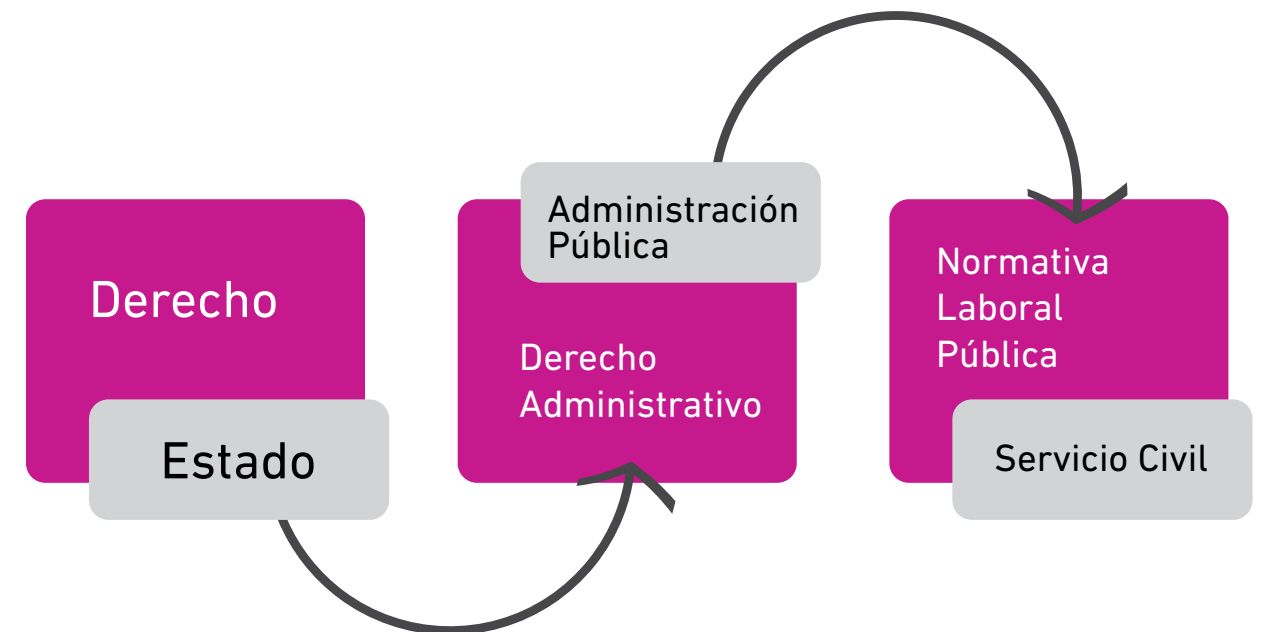 Derecho
Estado
Administración
Pública
Derecho
Administrativo
Normativa
Laboral
Pública
Servicio Civil